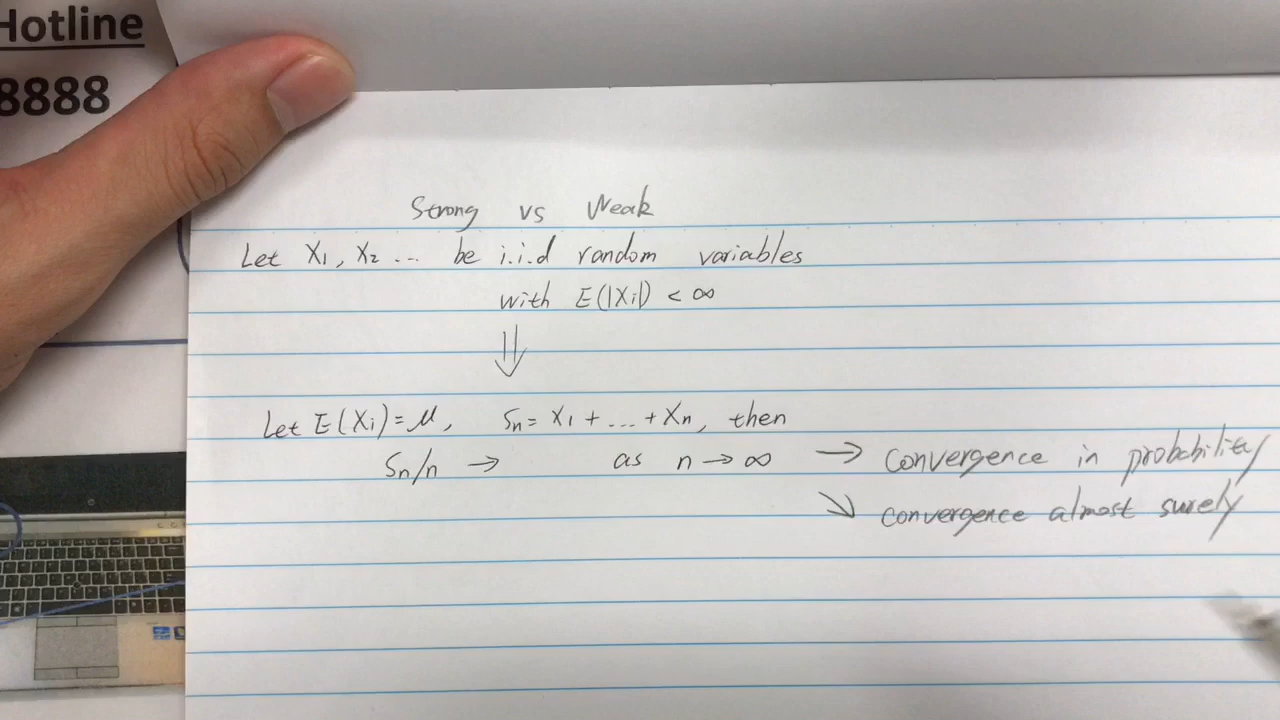 Hotline
8888
Strong vs Weak
Let X₁, X₂ ... be i.i.d random variables
with E(|Xi|) < ∞
⇓
Let E(Xi) = μ, Sn = X₁ + ... + Xn, then
Sn/n → as n → ∞ → convergence in probability
↘ convergence almost surely